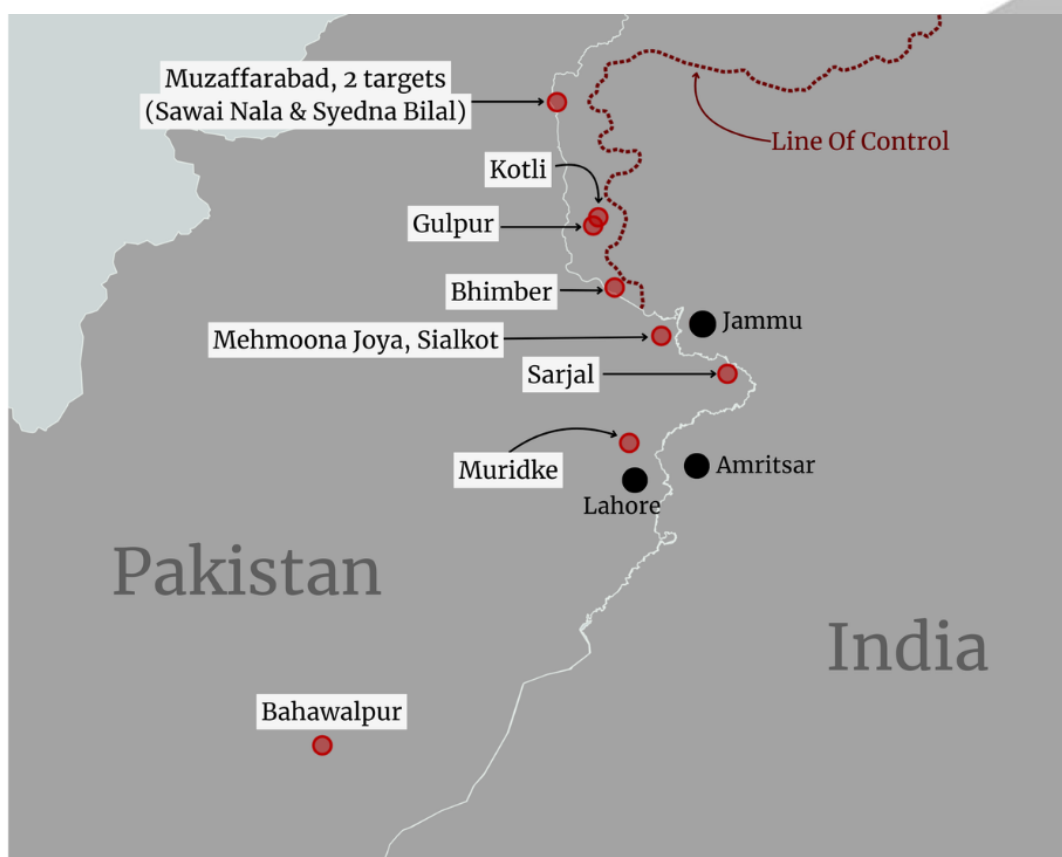 Muzaffarabad, 2 targets
(Sawai Nala & Syedna Bilal)
Line Of Control
Kotli
Gulpur
Bhimber
Jammu
Mehmoona Joya, Sialkot
Sarjal
Muridke
Amritsar
Lahore
Pakistan
India
Bahawalpur